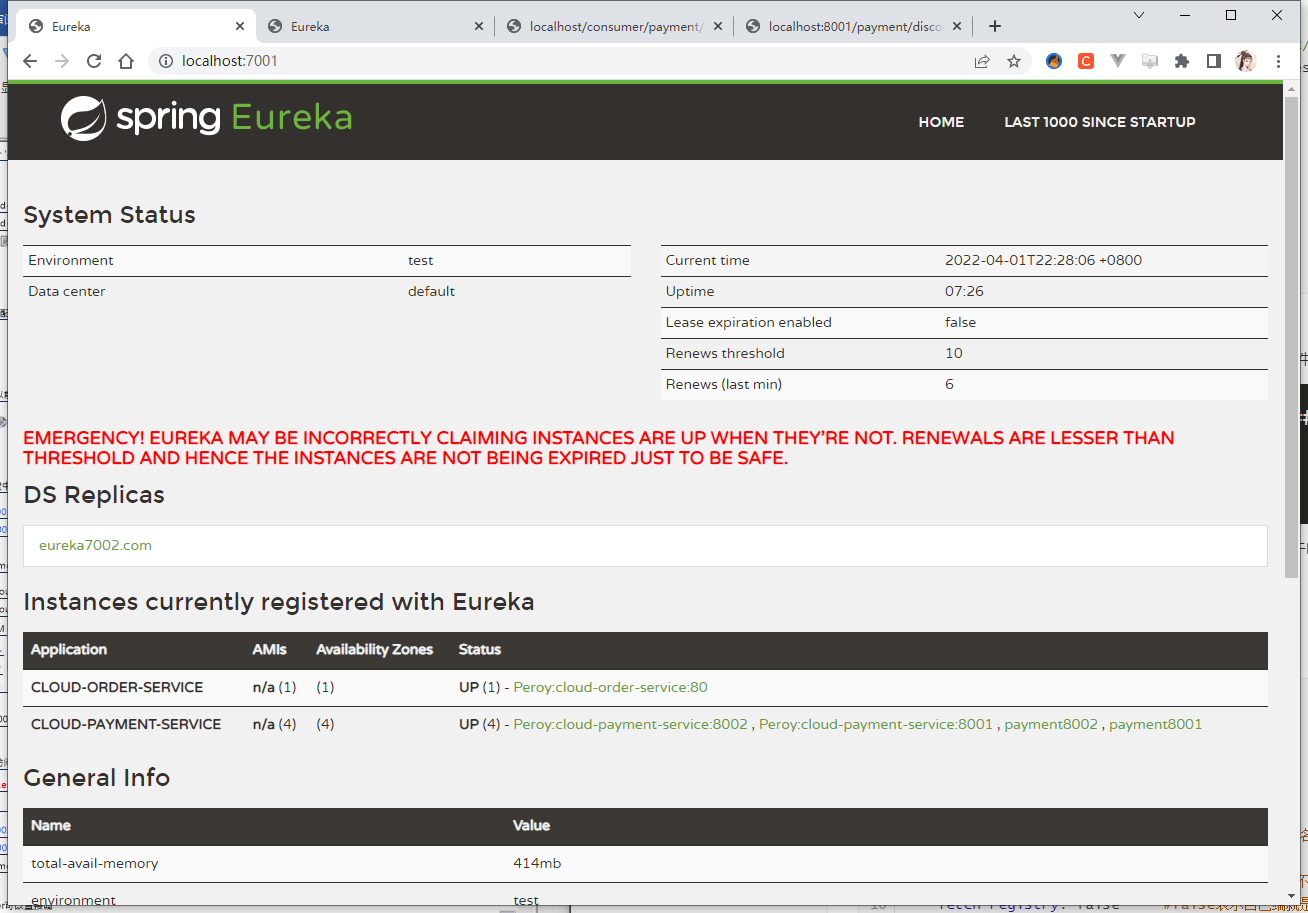 Eureka
Eureka
localhost/consumer/payment/
localhost:8001/payment/disco
localhost:7001
spring Eureka
HOME
LAST 1000 SINCE STARTUP
System Status
Environment test
Data center default
Current time 2022-04-01T22:28:06 +0800
Uptime 07:26
Lease expiration enabled false
Renews threshold 10
Renews (last min) 6
EMERGENCY! EUREKA MAY BE INCORRECTLY CLAIMING INSTANCES ARE UP WHEN THEY'RE NOT. RENEWALS ARE LESSER THAN
THRESHOLD AND HENCE THE INSTANCES ARE NOT BEING EXPIRED JUST TO BE SAFE.
DS Replicas
eureka7002.com
Instances currently registered with Eureka
Application AMIs Availability Zones Status
CLOUD-ORDER-SERVICE n/a (1) (1) UP (1) - Peroy:cloud-order-service:80
CLOUD-PAYMENT-SERVICE n/a (4) (4) UP (4) - Peroy:cloud-payment-service:8002 , Peroy:cloud-payment-service:8001 , payment8002 , payment8001
General Info
Name Value
total-avail-memory 414mb
environment test